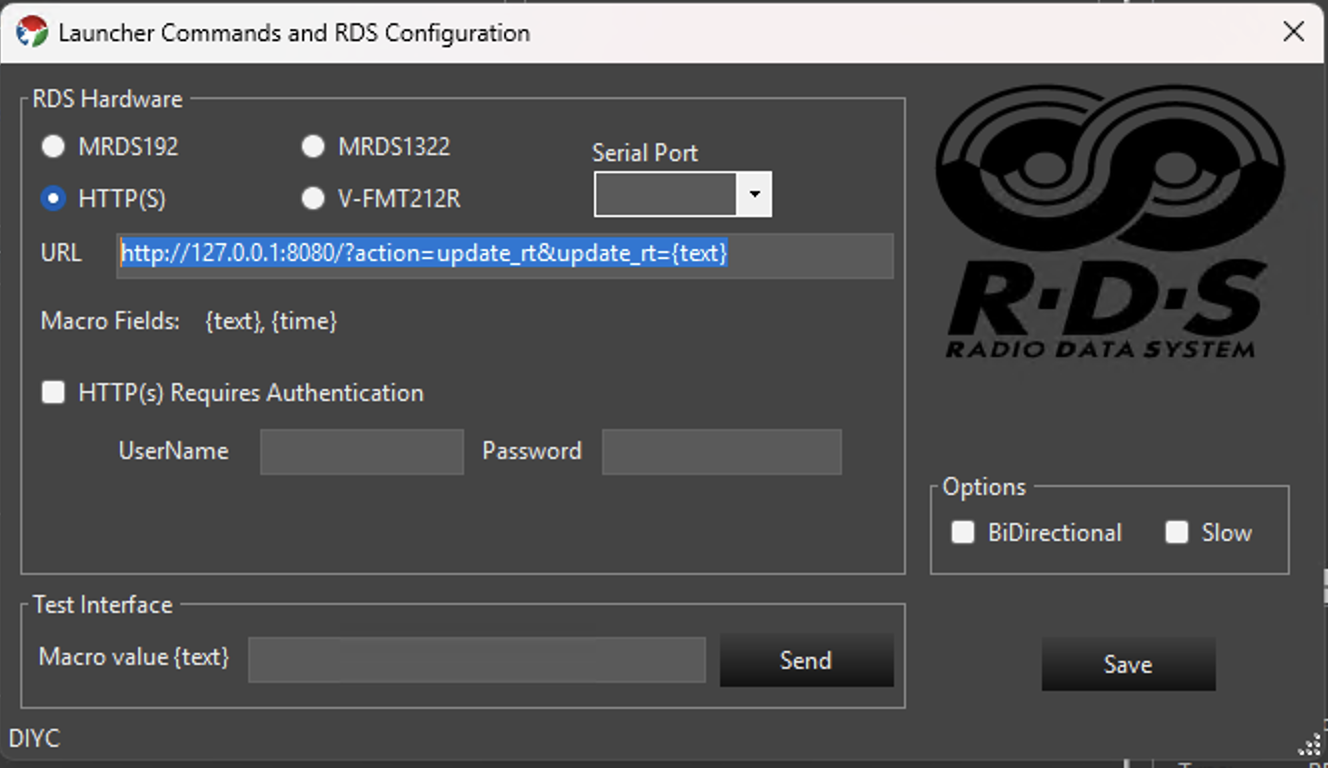 Launcher Commands and RDS Configuration
RDS Hardware
MRDS192
MRDS1322
Serial Port
HTTP(S)
V-FMT212R
URL http://127.0.0.1:8080/?action=update_rt&update_rt={text}
Macro Fields: {text}, {time}
HTTP(s) Requires Authentication
UserName
Password
R·D·S
RADIO DATA SYSTEM
Options
BiDirectional
Slow
Test Interface
Macro value {text}
Send
Save
DIYC